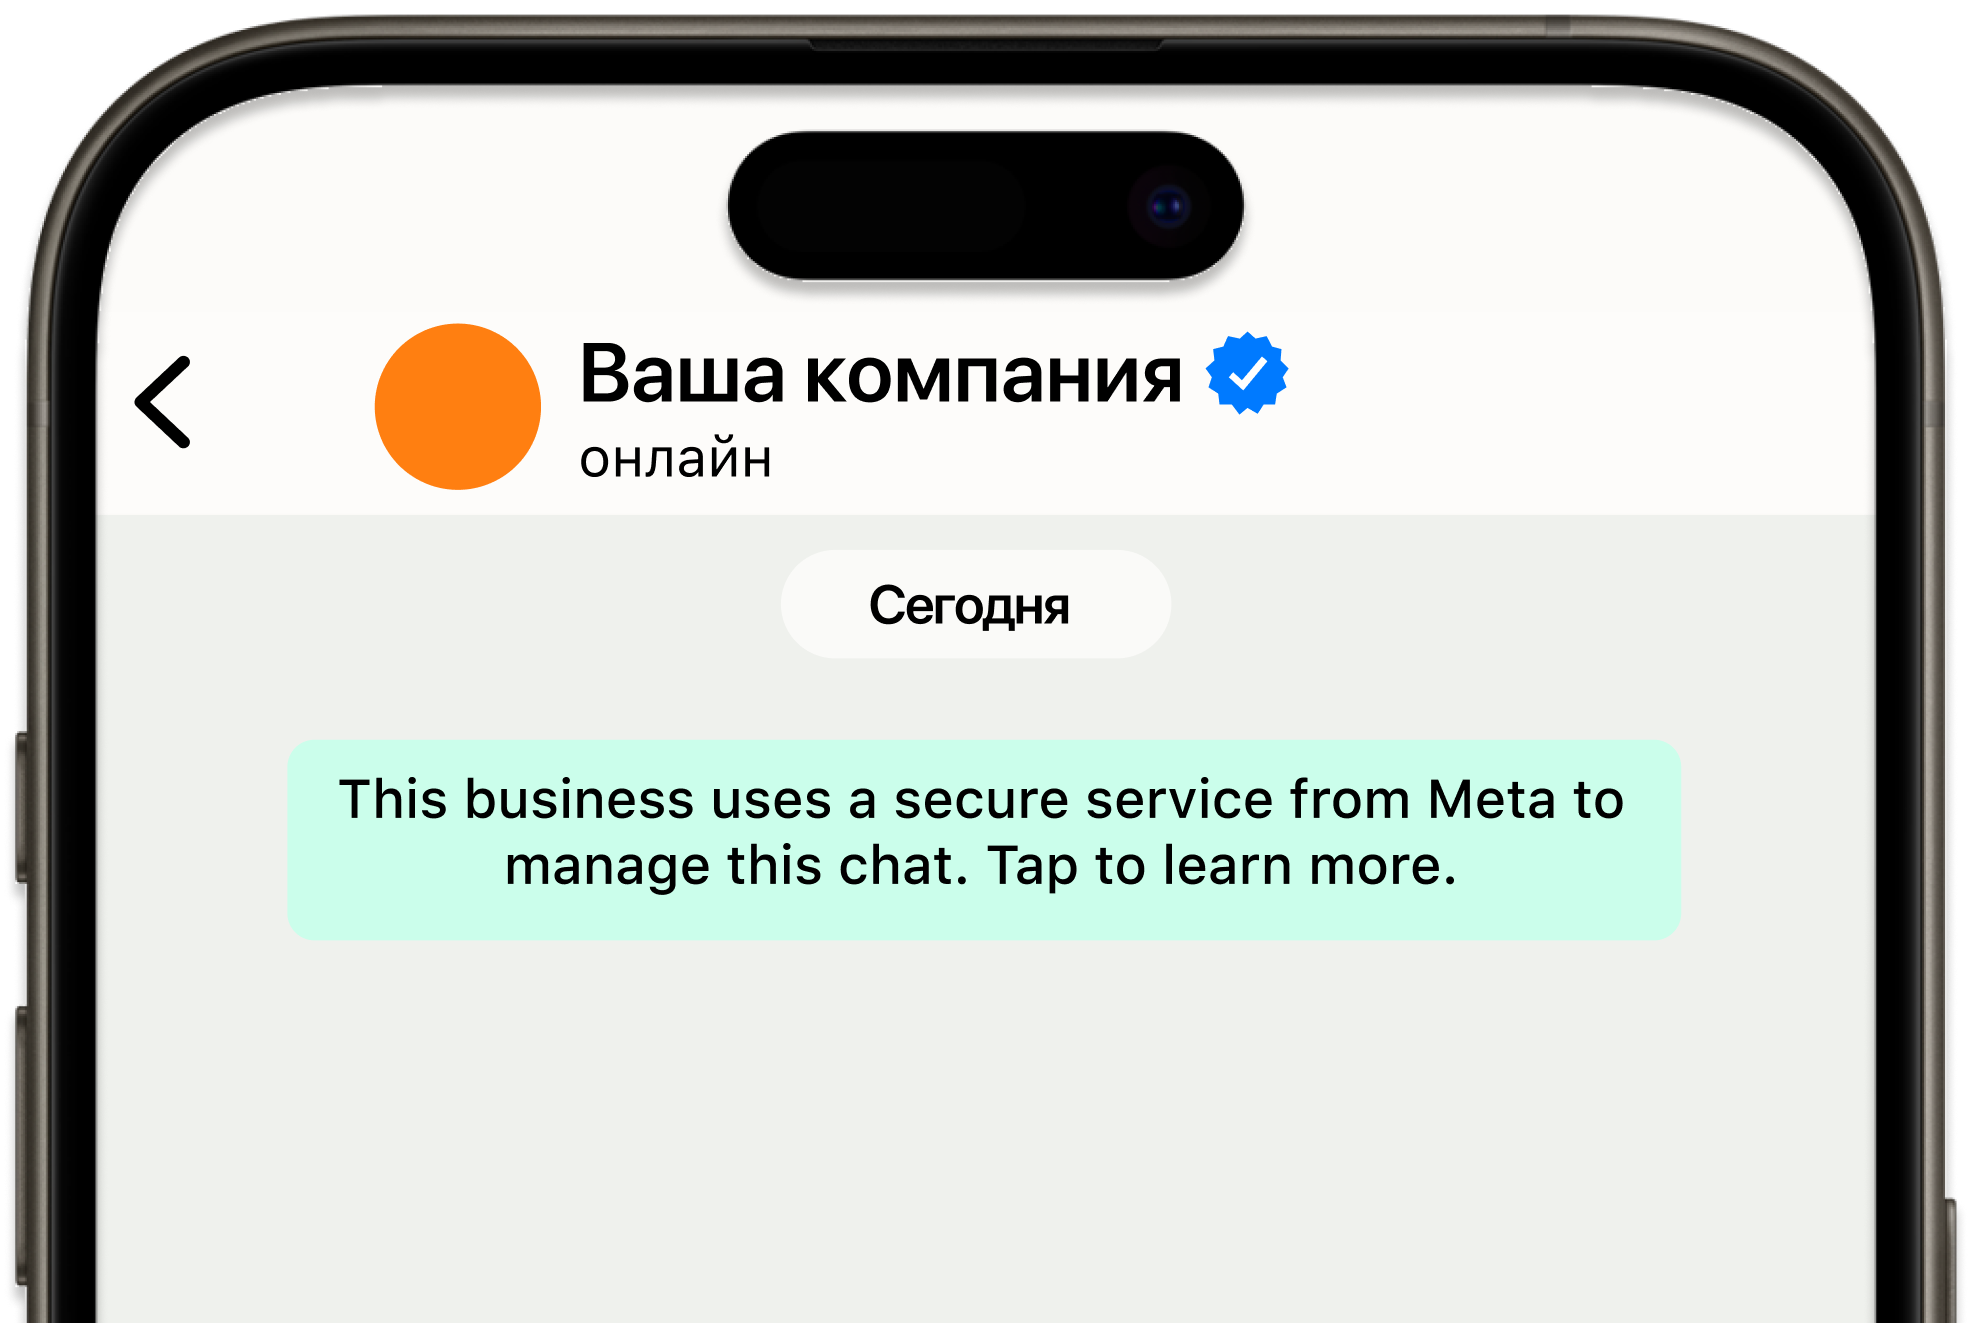 Ваша компания
онлайн
Сегодня
This business uses a secure service from Meta to
manage this chat. Tap to learn more.